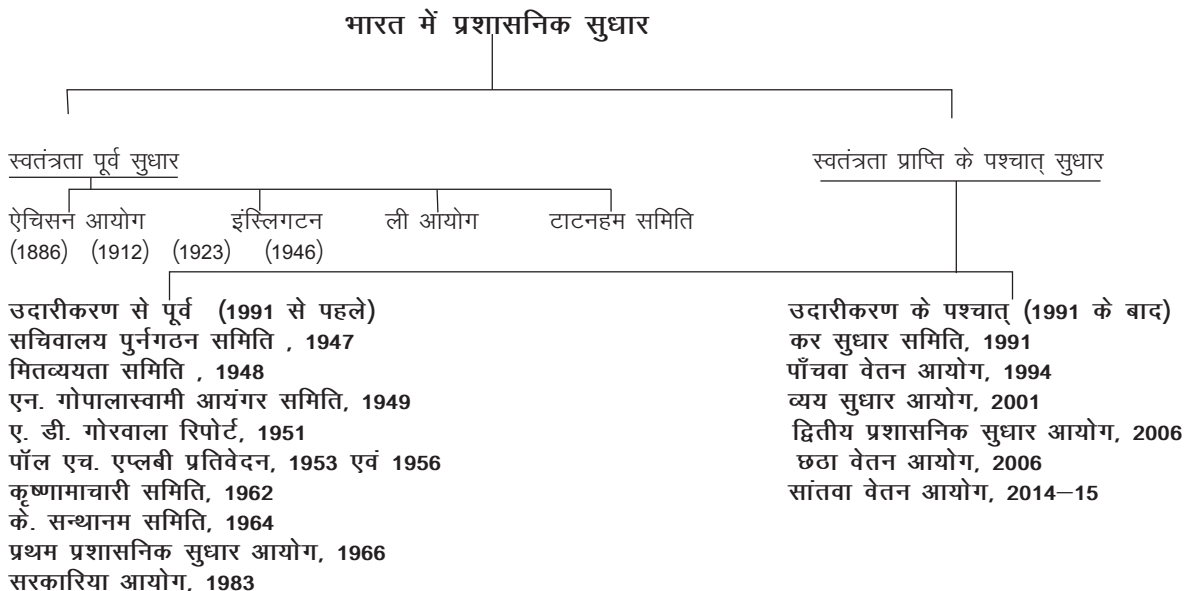 भारत में प्रशासनिक सुधार
स्वतंत्रता पूर्व सुधार
स्वतंत्रता प्राप्ति के पश्चात् सुधार
ऐचिसन आयोग इंस्लिगटन ली आयोग टाटनहम समिति
(1886) (1912) (1923) (1946)
उदारीकरण से पूर्व (1991 से पहले)
सचिवालय पुर्नगठन समिति , 1947
मितव्ययता समिति , 1948
एन. गोपालास्वामी आयंगर समिति, 1949
ए. डी. गोरवाला रिपोर्ट, 1951
पॉल एच. एप्लबी प्रतिवेदन, 1953 एवं 1956
कृष्णामाचारी समिति, 1962
के. सन्थानम समिति, 1964
प्रथम प्रशासनिक सुधार आयोग, 1966
सरकारिया आयोग, 1983
उदारीकरण के पश्चात् (1991 के बाद)
कर सुधार समिति, 1991
पाँचवा वेतन आयोग, 1994
व्यय सुधार आयोग, 2001
द्वितीय प्रशासनिक सुधार आयोग, 2006
छठा वेतन आयोग, 2006
सांतवा वेतन आयोग, 2014–15